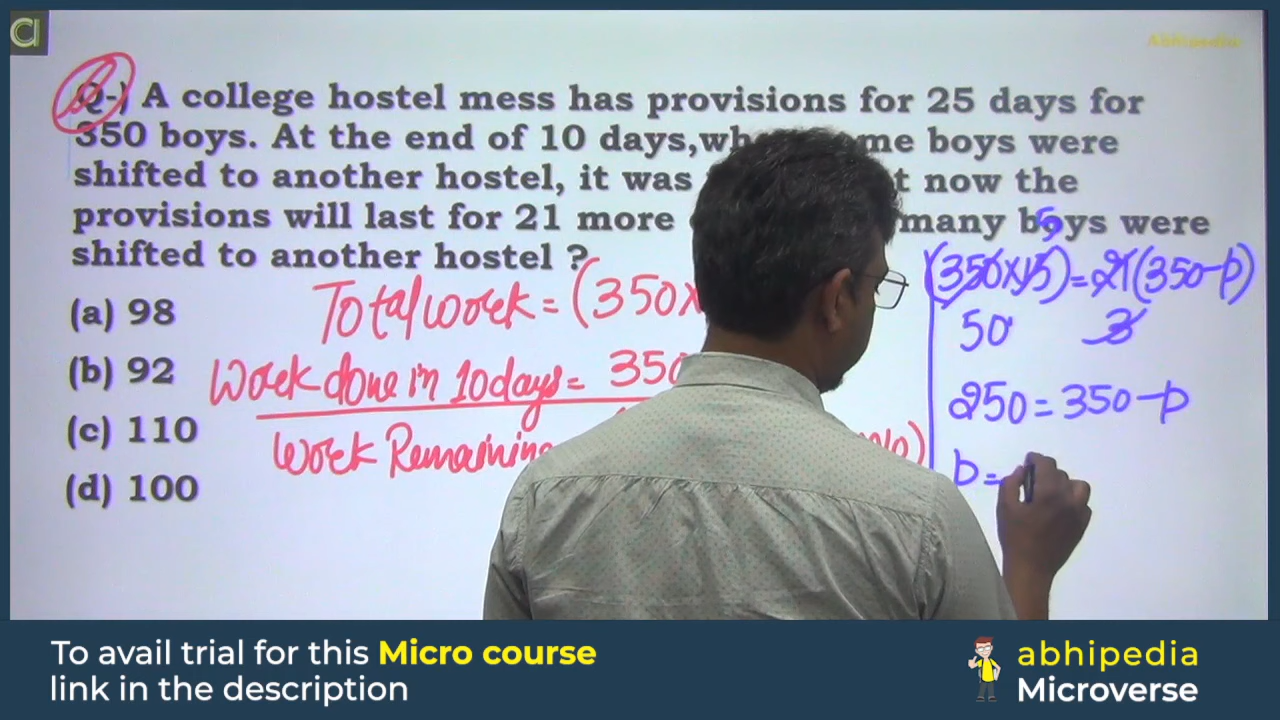 CI
Abhipedia
Q-) A college hostel mess has provisions for 25 days for
350 boys. At the end of 10 days, me boys were
shifted to another hostel, it was now the
provisions will last for 21 more many boys were
shifted to another hostel ?
(a) 98
(b) 92
(c) 110
(d) 100
Total work = (350x
Work done in 10 days = 350
Work Remaining
5
(350x15) = 21(350-b)
50 3
250 = 350-b
b =
To avail trial for this Micro course
link in the description
abhipedia
Microverse